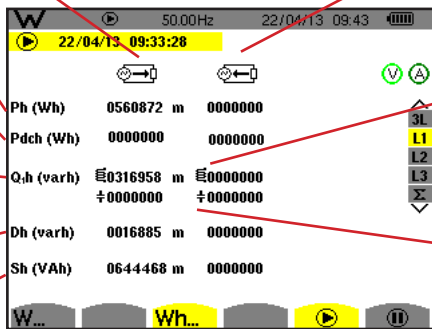 W 50.00Hz 22/04/13 09:43
22/04/13 09:33:28
Ph (Wh) 0560872 m 0000000
3L
Pdch (Wh) 0000000 0000000
L1
L2
Q₁h (varh) 0316958 m 0000000
L3
÷0000000 ÷0000000
Σ
Dh (varh) 0016885 m 0000000
Sh (VAh) 0644468 m 0000000
V A
W... Wh...